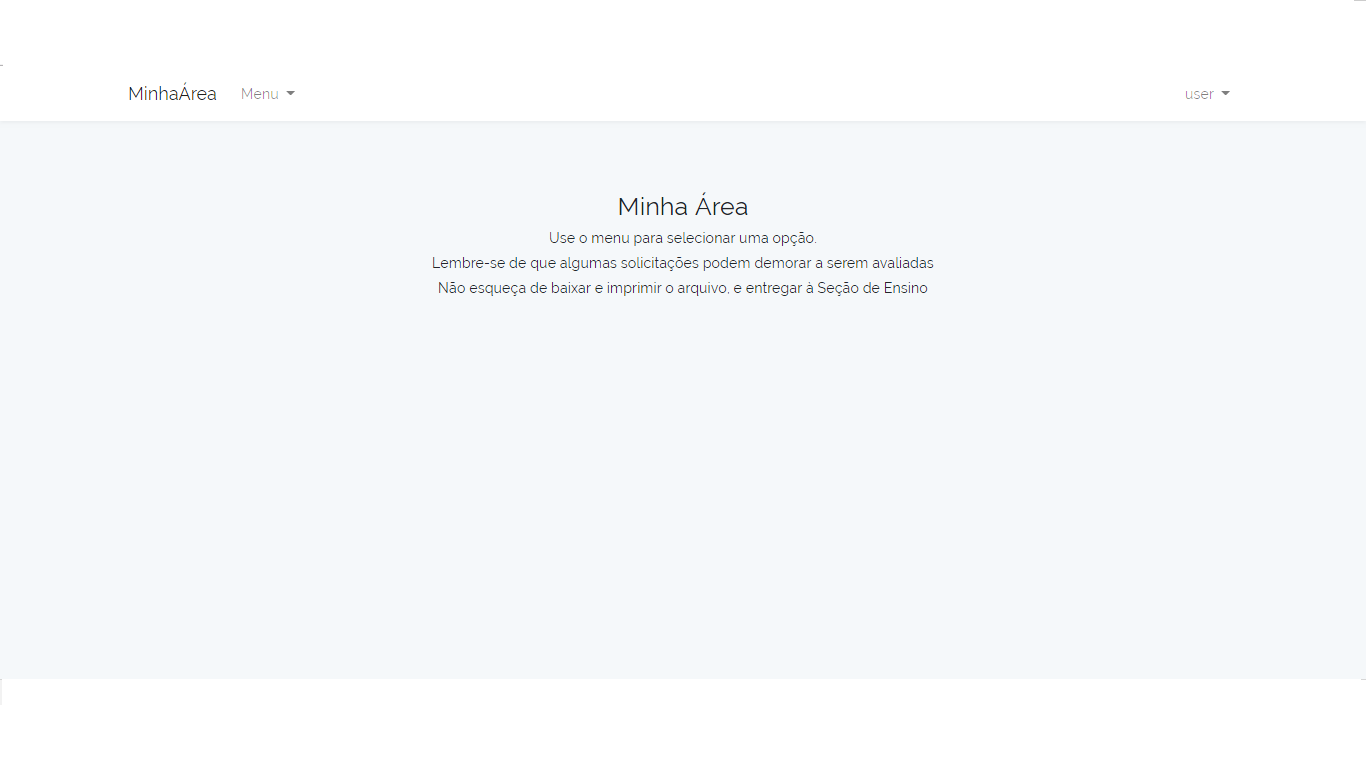 MinhaÁrea Menu user
Minha Área
Use o menu para selecionar uma opção.
Lembre-se de que algumas solicitações podem demorar a serem avaliadas
Não esqueça de baixar e imprimir o arquivo, e entregar à Seção de Ensino